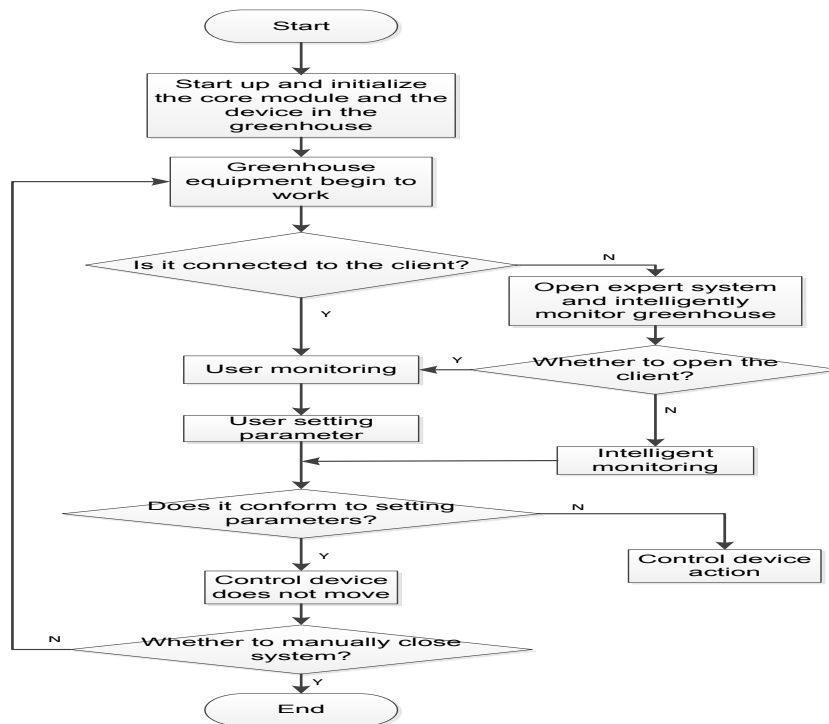 Start
Start up and initialize
the core module and the
device in the
greenhouse
Greenhouse
equipment begin to
work
Is it connected to the client?
N
Open expert system
and intelligently
monitor greenhouse
Y
Whether to open the
client?
Y
User monitoring
N
User setting
parameter
Intelligent
monitoring
Does it conform to setting
parameters?
N
Y
Control device
action
Control device
does not move
Whether to manually close
system?
N
Y
End